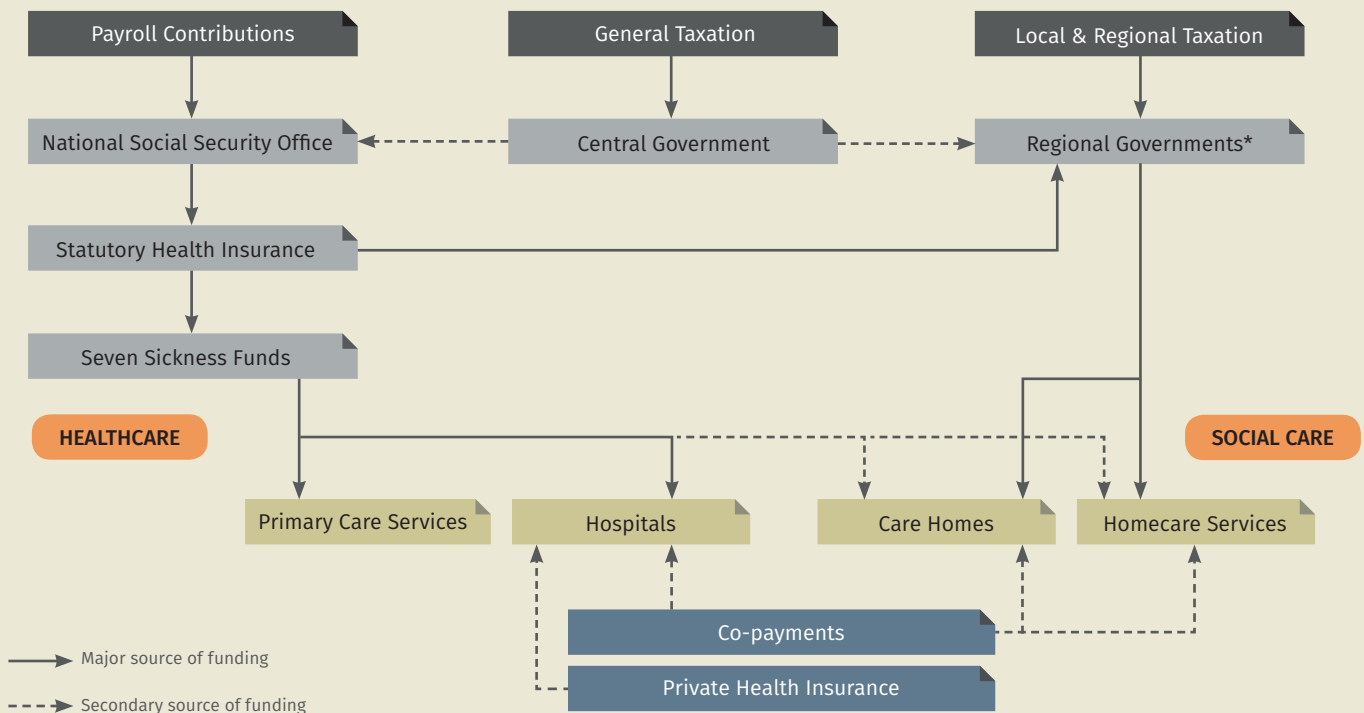 Payroll Contributions
General Taxation
Local & Regional Taxation
National Social Security Office
Central Government
Regional Governments*
Statutory Health Insurance
Seven Sickness Funds
HEALTHCARE
SOCIAL CARE
Primary Care Services
Hospitals
Care Homes
Homecare Services
Co-payments
Private Health Insurance
Major source of funding
Secondary source of funding